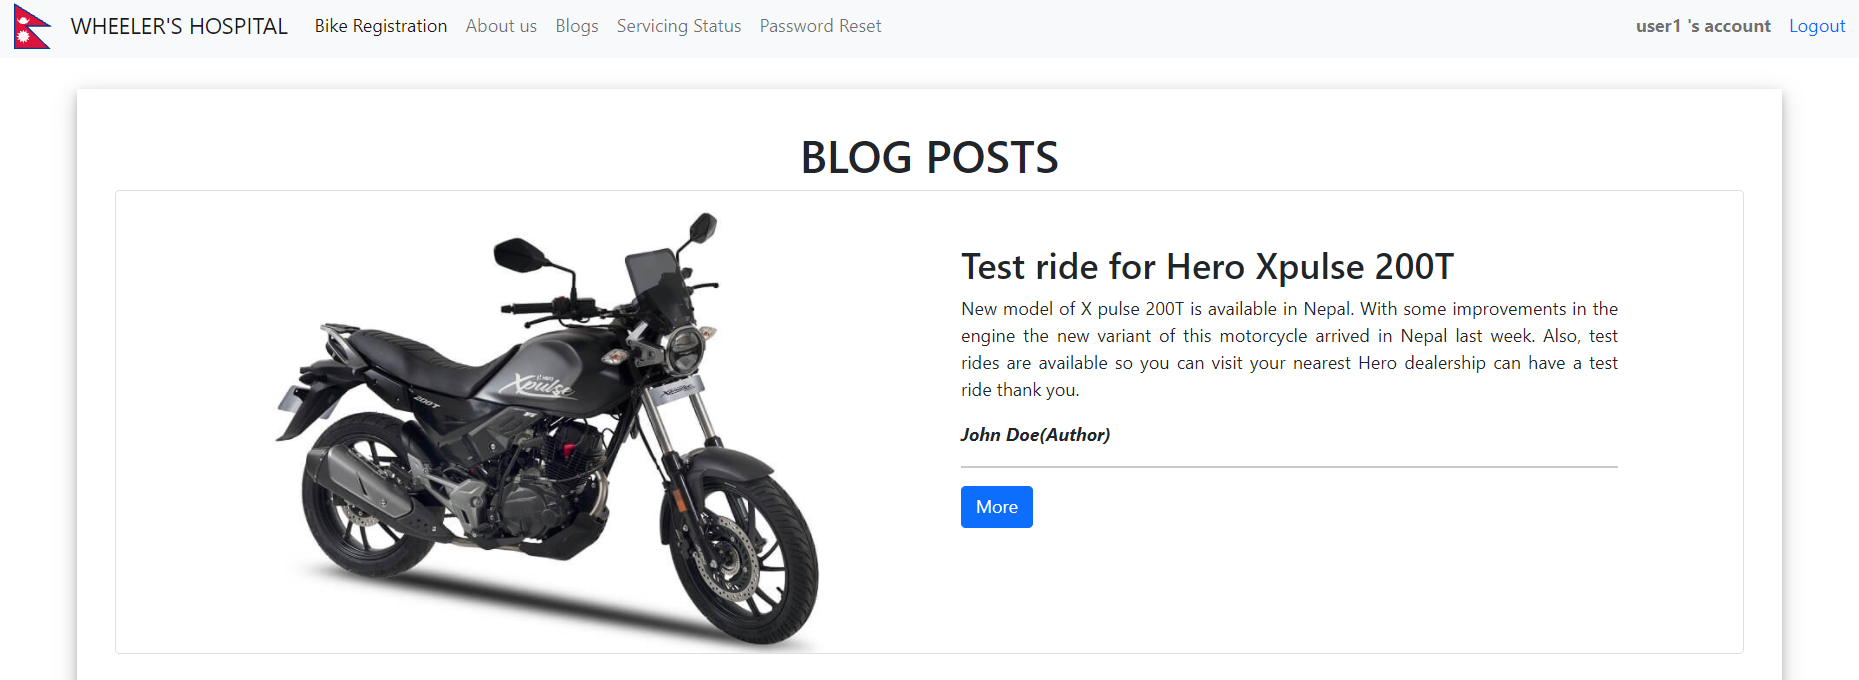 WHEELER'S HOSPITAL Bike Registration About us Blogs Servicing Status Password Reset user1 's account Logout
BLOG POSTS
HERO
Xpulse
200T
Test ride for Hero Xpulse 200T
New model of X pulse 200T is available in Nepal. With some improvements in the
engine the new variant of this motorcycle arrived in Nepal last week. Also, test
rides are available so you can visit your nearest Hero dealership can have a test
ride thank you.
John Doe(Author)
More